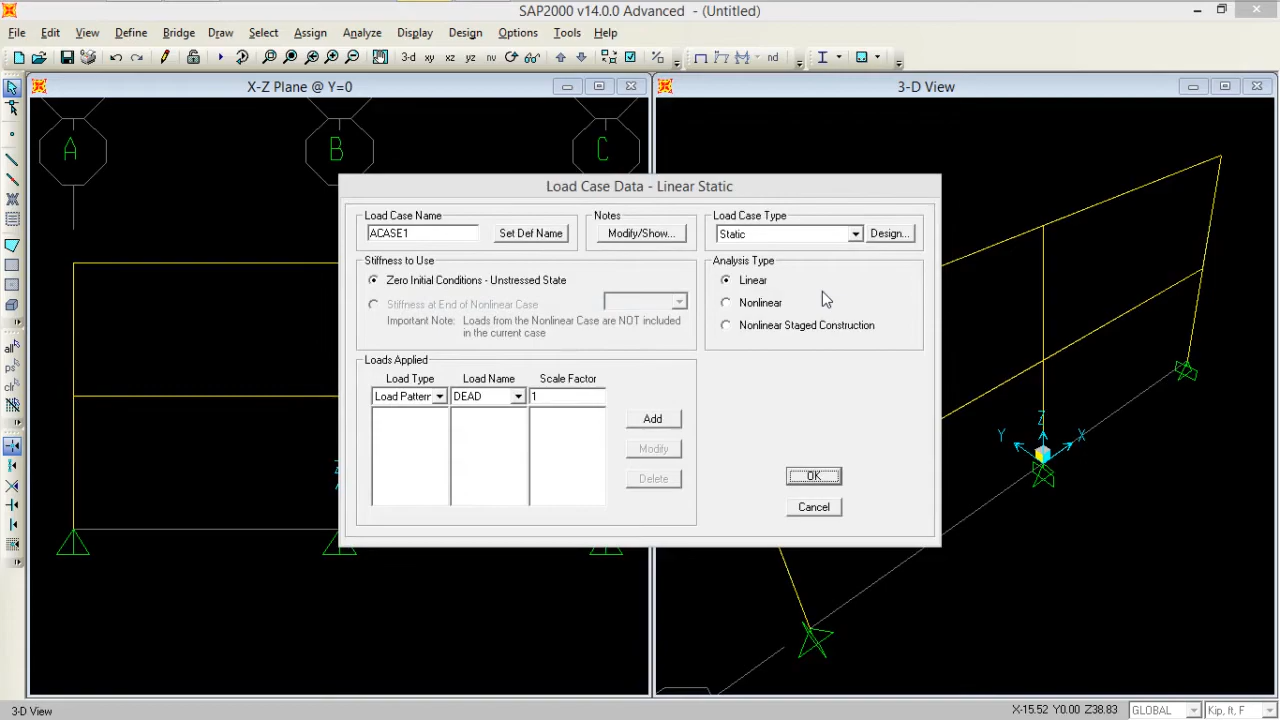 SAP2000 v14.0.0 Advanced - (Untitled)
File Edit View Define Bridge Draw Select Assign Analyze Display Design Options Tools Help
3-d xy xz yz nv nd
X-Z Plane @ Y=0
3-D View
all
ps
clr
A B C
Load Case Data - Linear Static
Load Case Name
ACASE1
Set Def Name
Notes
Modify/Show...
Load Case Type
Static
Design...
Stiffness to Use
Zero Initial Conditions - Unstressed State
Stiffness at End of Nonlinear Case
Important Note: Loads from the Nonlinear Case are NOT included
in the current case
Analysis Type
Linear
Nonlinear
Nonlinear Staged Construction
Loads Applied
Load Type Load Name Scale Factor
Load Pattern DEAD 1
Add
Modify
Delete
OK
Cancel
Z
Y X
3-D View
X-15.52 Y0.00 Z38.83
GLOBAL
Kip, ft, F